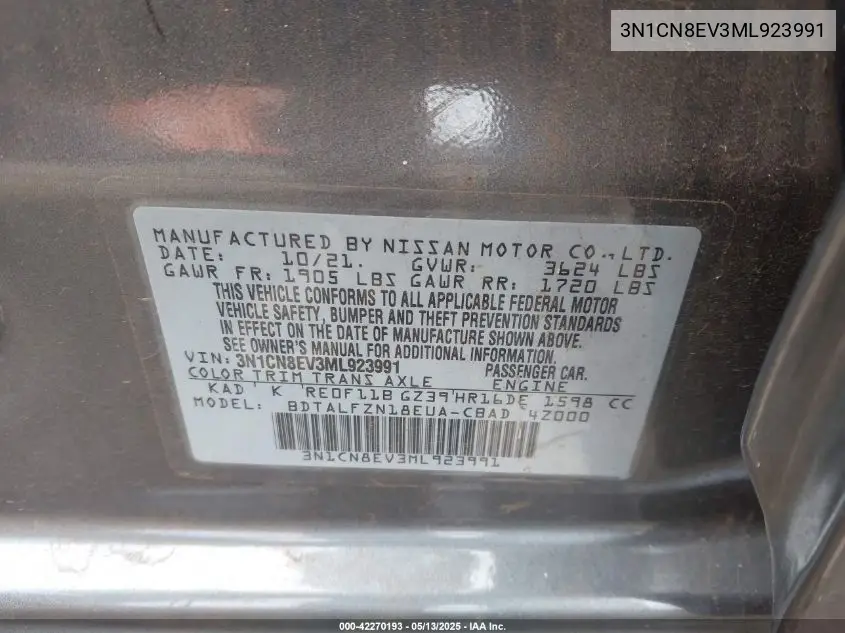 3N1CN8EV3ML923991
MANUFACTURED BY NISSAN MOTOR CO., LTD.
DATE: 10/21. GVWR: 3624 LBS
GAWR FR: 1905 LBS GAWR RR: 1720 LBS
THIS VEHICLE CONFORMS TO ALL APPLICABLE FEDERAL MOTOR
VEHICLE SAFETY, BUMPER AND THEFT PREVENTION STANDARDS
IN EFFECT ON THE DATE OF MANUFACTURE SHOWN ABOVE.
SEE OWNER'S MANUAL FOR ADDITIONAL INFORMATION.
VIN: 3N1CN8EV3ML923991 PASSENGER CAR.
COLOR TRIM TRANS AXLE ENGINE
KAD K RE0F11B GZ39 HR16DE 1598 CC
MODEL: BDTALFZN18EUA-CBAD 4Z000
3N1CN8EV3ML923991
000-42270193 - 05/13/2025 - IAA Inc.